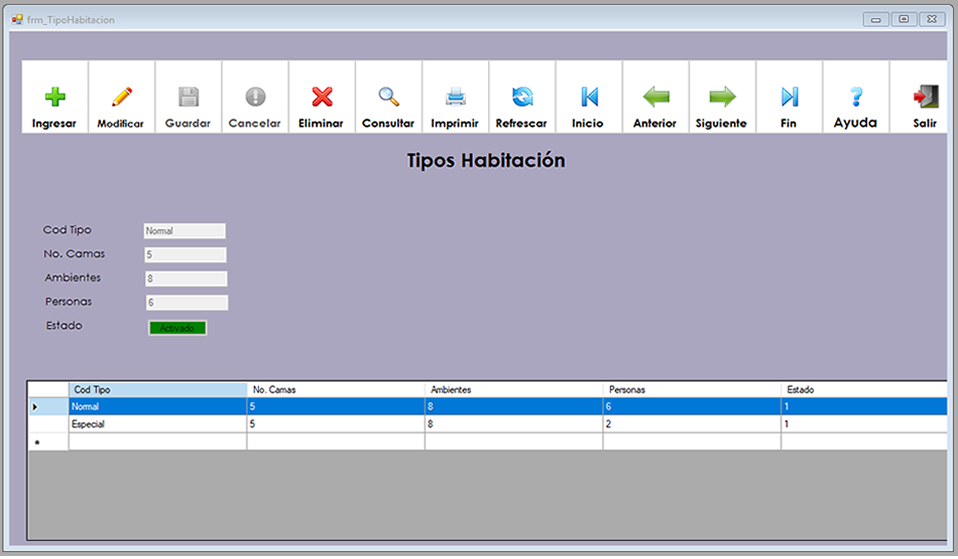 frm_TipoHabitacion
Ingresar Modificar Guardar Cancelar Eliminar Consultar Imprimir Refrescar Inicio Anterior Siguiente Fin Ayuda Salir
Tipos Habitación
Cod Tipo Normal
No. Camas 5
Ambientes 8
Personas 6
Estado Activado
Cod Tipo No. Camas Ambientes Personas Estado
Normal 5 8 6 1
Especial 5 8 2 1